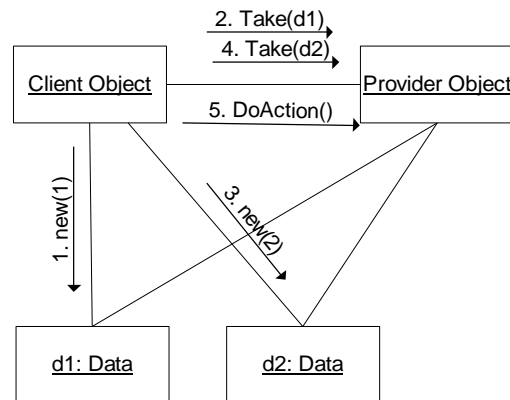 2. Take(d1)
4. Take(d2)
Client Object
Provider Object
5. DoAction()
1. new(1)
3. new(2)
d1: Data
d2: Data